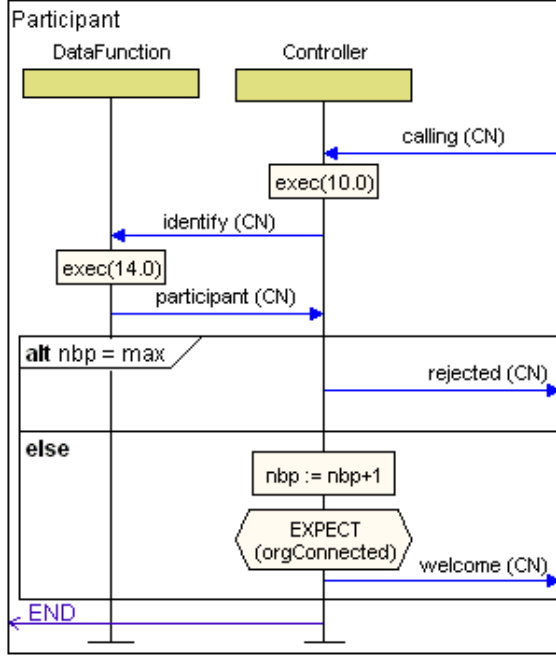 Participant
DataFunction
Controller
calling (CN)
exec(10.0)
identify (CN)
exec(14.0)
participant (CN)
alt nbp = max
rejected (CN)
else
nbp := nbp+1
EXPECT
(orgConnected)
welcome (CN)
END